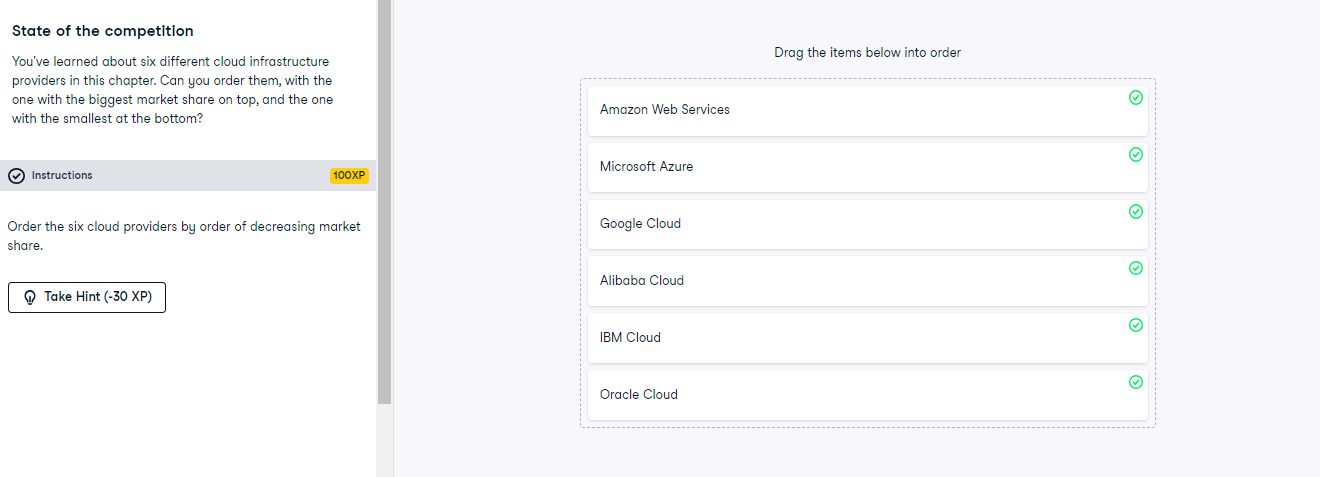 State of the competition
You've learned about six different cloud infrastructure
providers in this chapter. Can you order them, with the
one with the biggest market share on top, and the one
with the smallest at the bottom?
Instructions
100XP
Order the six cloud providers by order of decreasing market
share.
Take Hint (-30 XP)
Drag the items below into order
Amazon Web Services
Microsoft Azure
Google Cloud
Alibaba Cloud
IBM Cloud
Oracle Cloud